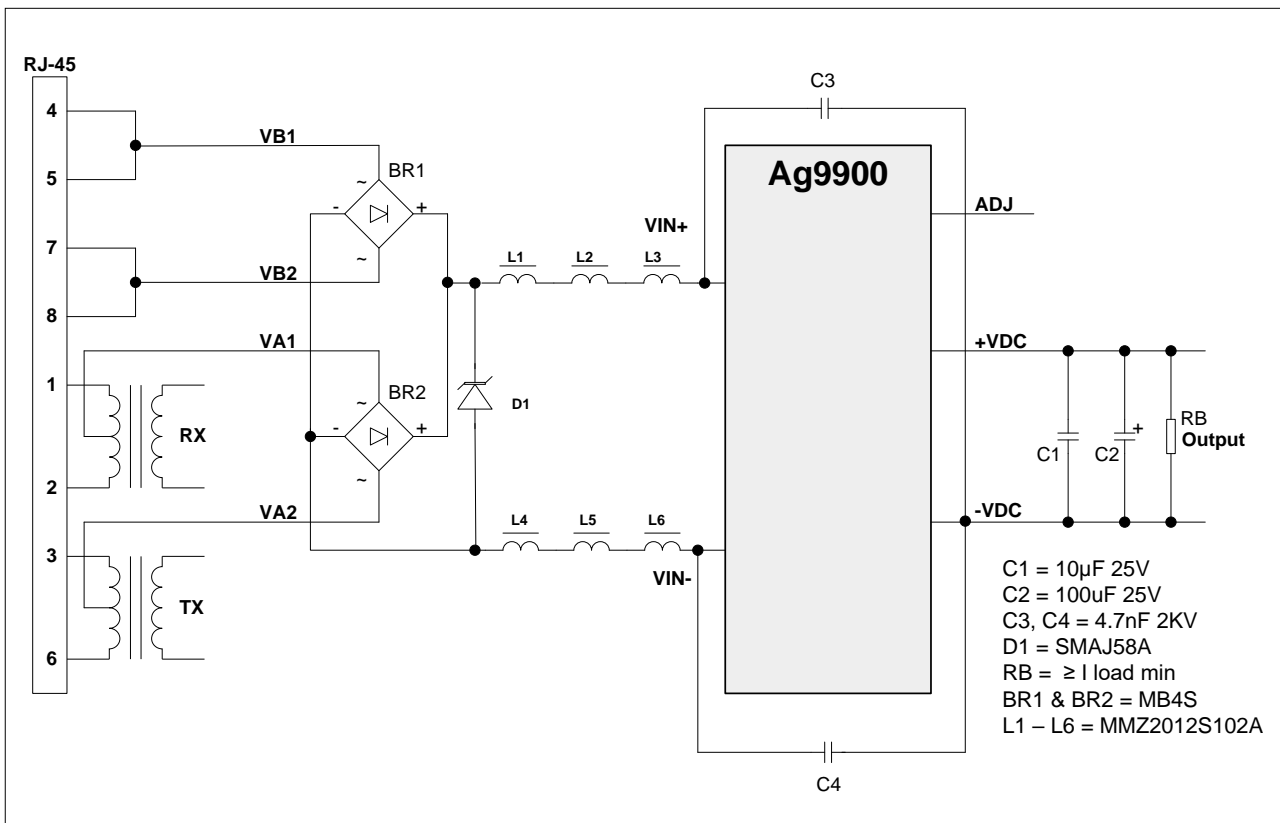 RJ-45
4
5
7
8
1
2
3
6
VB1
VB2
VA1
VA2
RX
TX
BR1
~
-
+
~
BR2
~
-
+
~
D1
L1
L2
L3
VIN+
L4
L5
L6
VIN-
C3
Ag9900
C4
ADJ
+VDC
-VDC
C1
C2
+
RB
Output
C1 = 10µF 25V
C2 = 100uF 25V
C3, C4 = 4.7nF 2KV
D1 = SMAJ58A
RB = ≥ I load min
BR1 & BR2 = MB4S
L1 – L6 = MMZ2012S102A